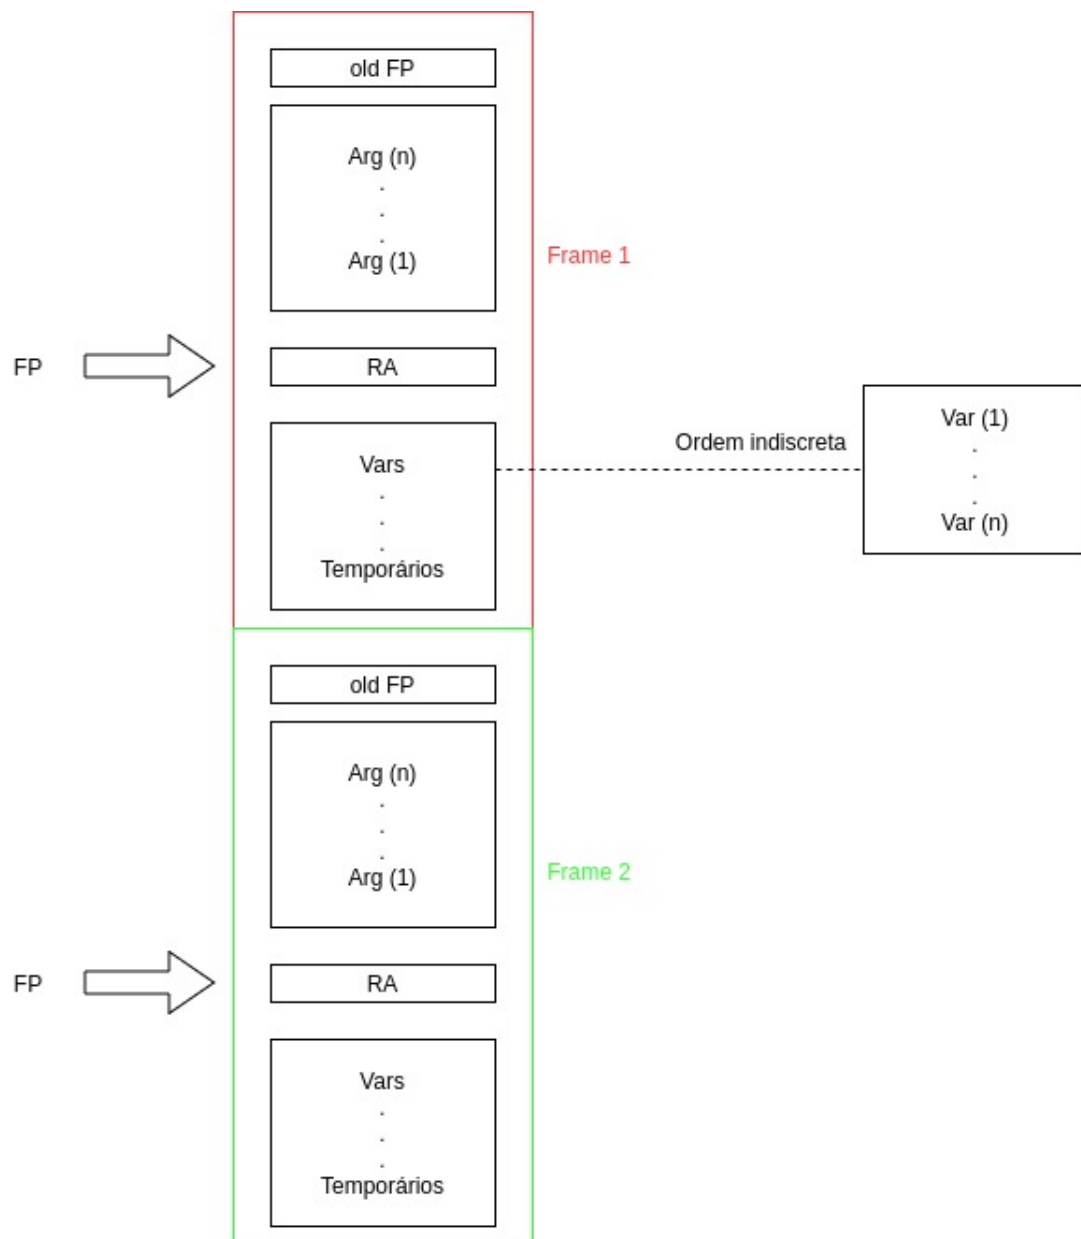 old FP
Arg (n)
.
.
.
Arg (1)
Frame 1
FP
RA
Vars
.
.
.
Temporários
Ordem indiscreta
Var (1)
.
.
.
Var (n)
old FP
Arg (n)
.
.
.
Arg (1)
Frame 2
FP
RA
Vars
.
.
.
Temporários